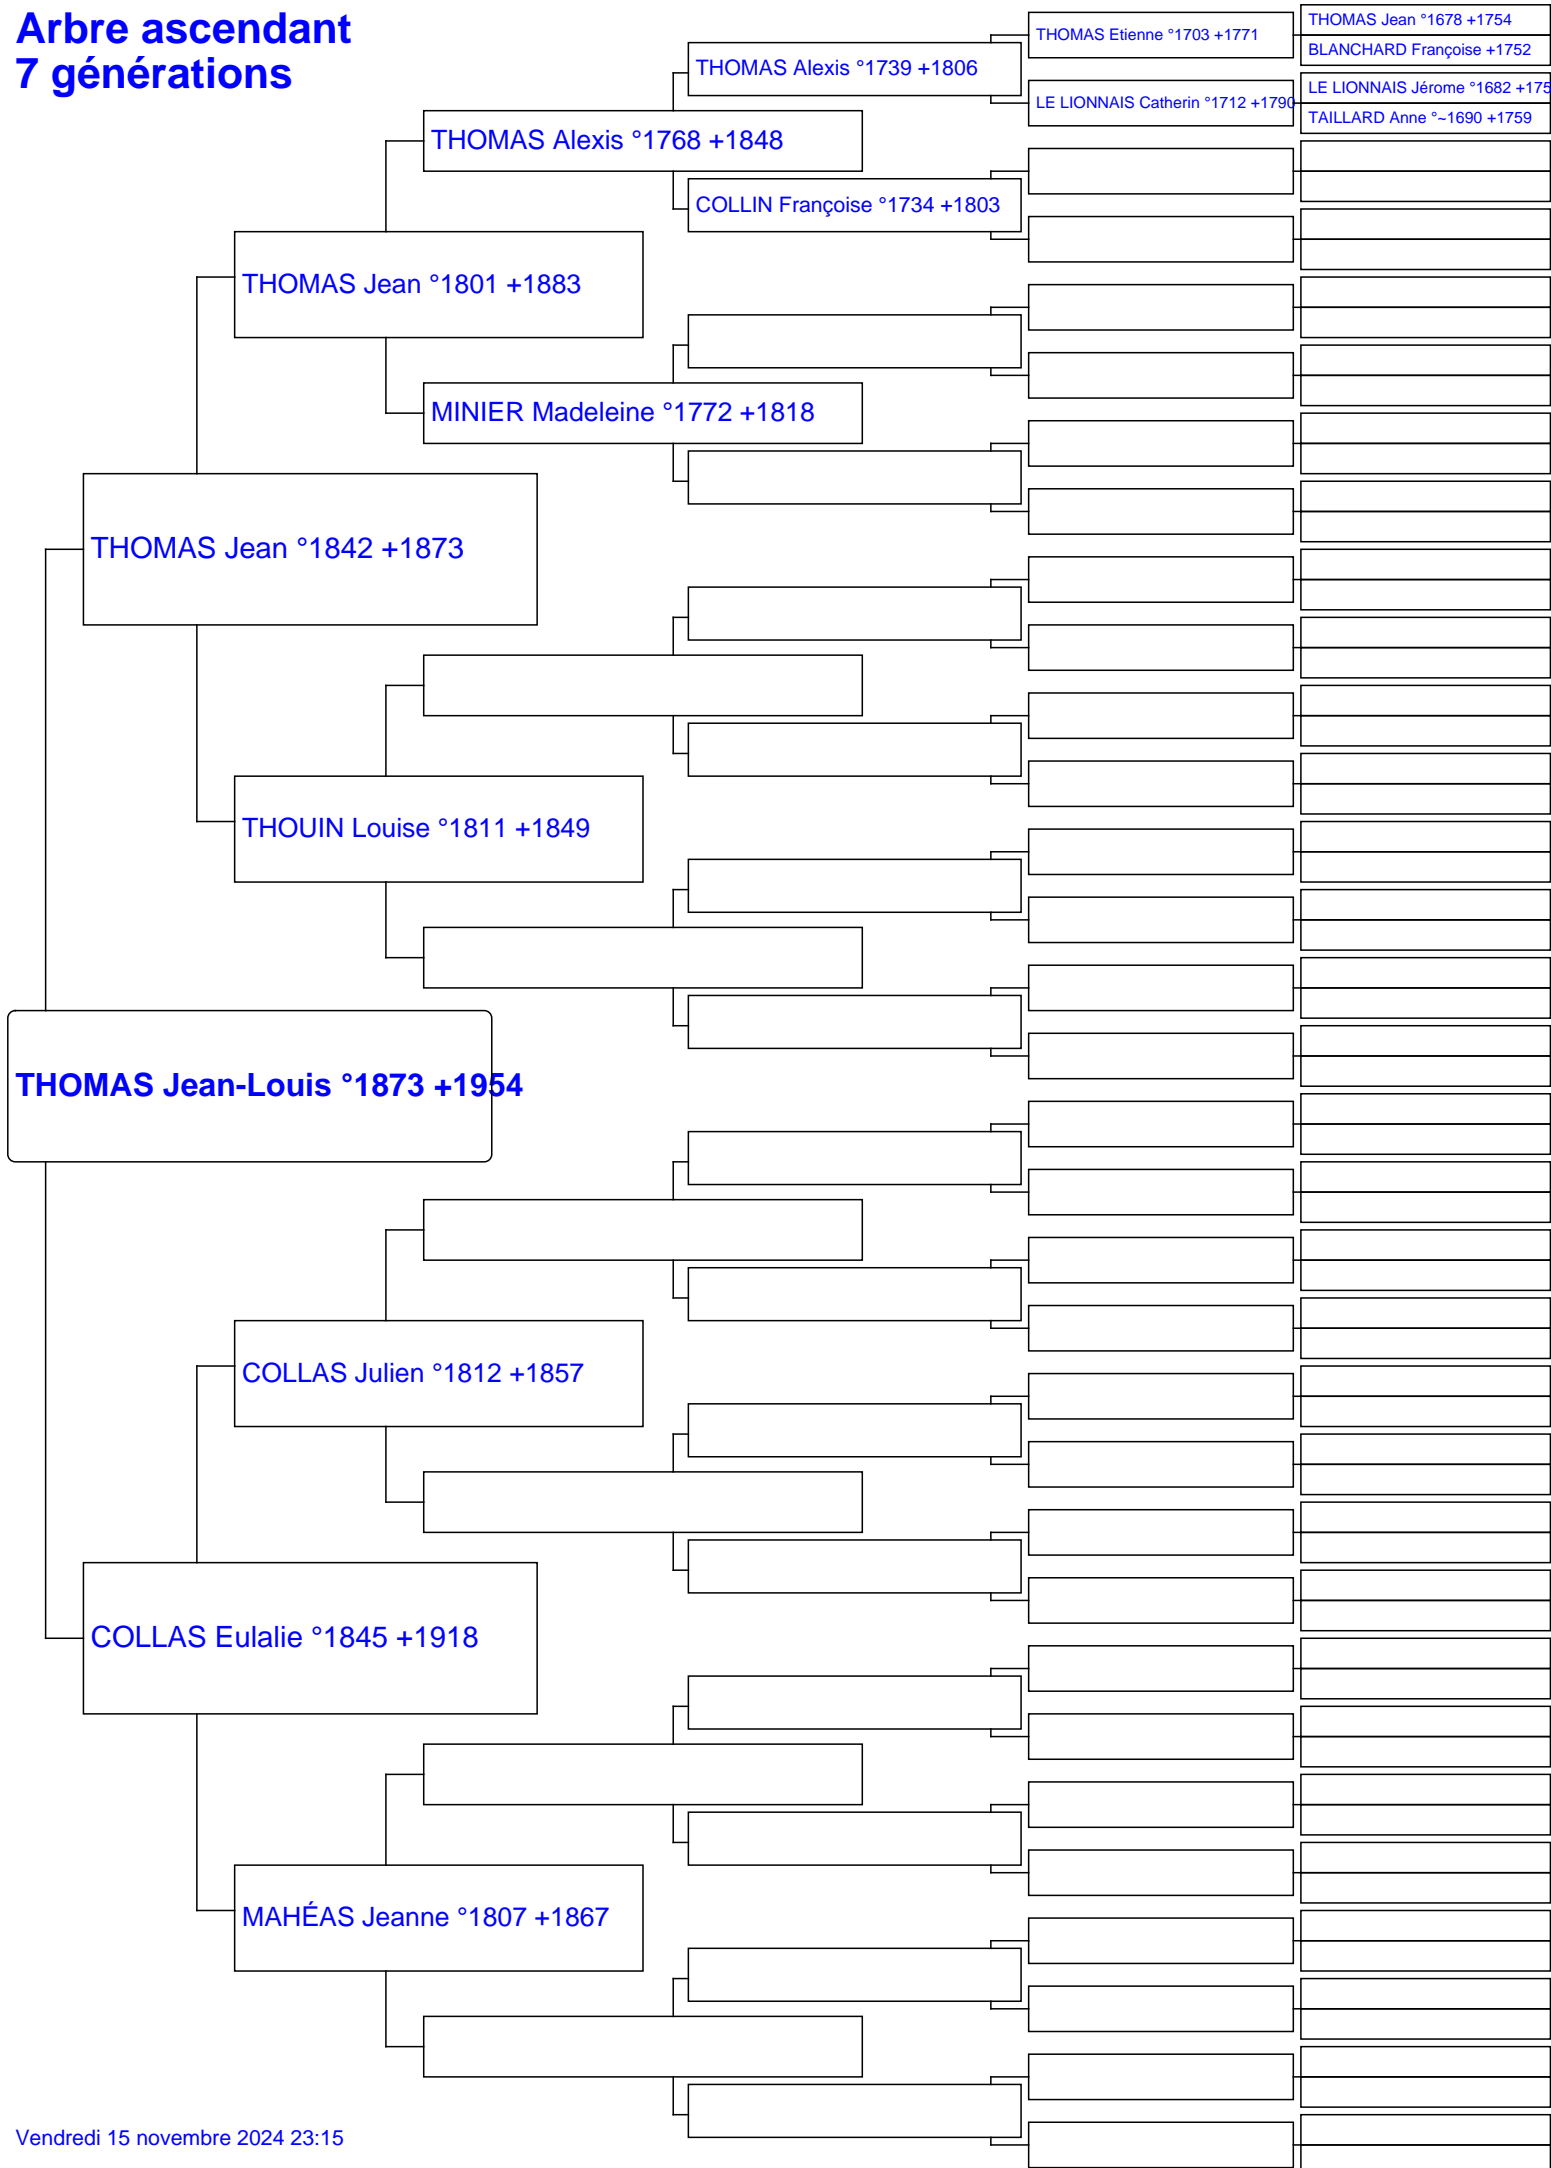 Arbre ascendant
7 générations
THOMAS Jean °1678 +1754
THOMAS Etienne °1703 +1771
BLANCHARD Françoise +1752
THOMAS Alexis °1739 +1806
LE LIONNAIS Jérome °1682 +175
LE LIONNAIS Catherin °1712 +1790
TAILLARD Anne °~1690 +1759
THOMAS Alexis °1768 +1848
COLLIN Françoise °1734 +1803
THOMAS Jean °1801 +1883
MINIER Madeleine °1772 +1818
THOMAS Jean °1842 +1873
THOUIN Louise °1811 +1849
THOMAS Jean-Louis °1873 +1954
COLLAS Julien °1812 +1857
COLLAS Eulalie °1845 +1918
MAHÉAS Jeanne °1807 +1867
Vendredi 15 novembre 2024 23:15